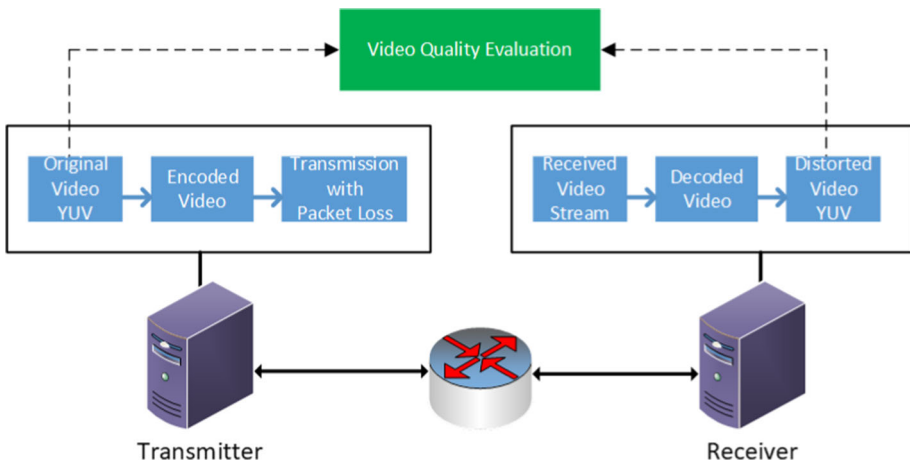 Video Quality Evaluation
Original
Video
YUV
Encoded
Video
Transmission
with
Packet Loss
Received
Video
Stream
Decoded
Video
Distorted
Video
YUV
Transmitter
Receiver